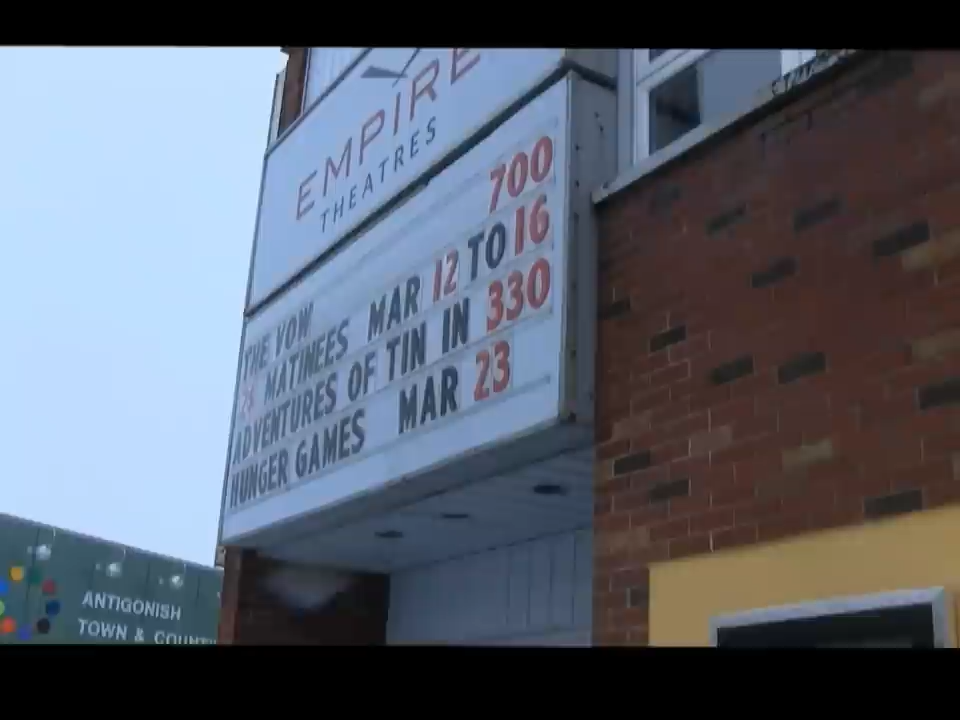 EMPIRE
THEATRES
THE VOW 700
MATINEES MAR 12 TO 16
ADVENTURES OF TIN IN 330
HUNGER GAMES MAR 23
ANTIGONISH
TOWN & COUNT